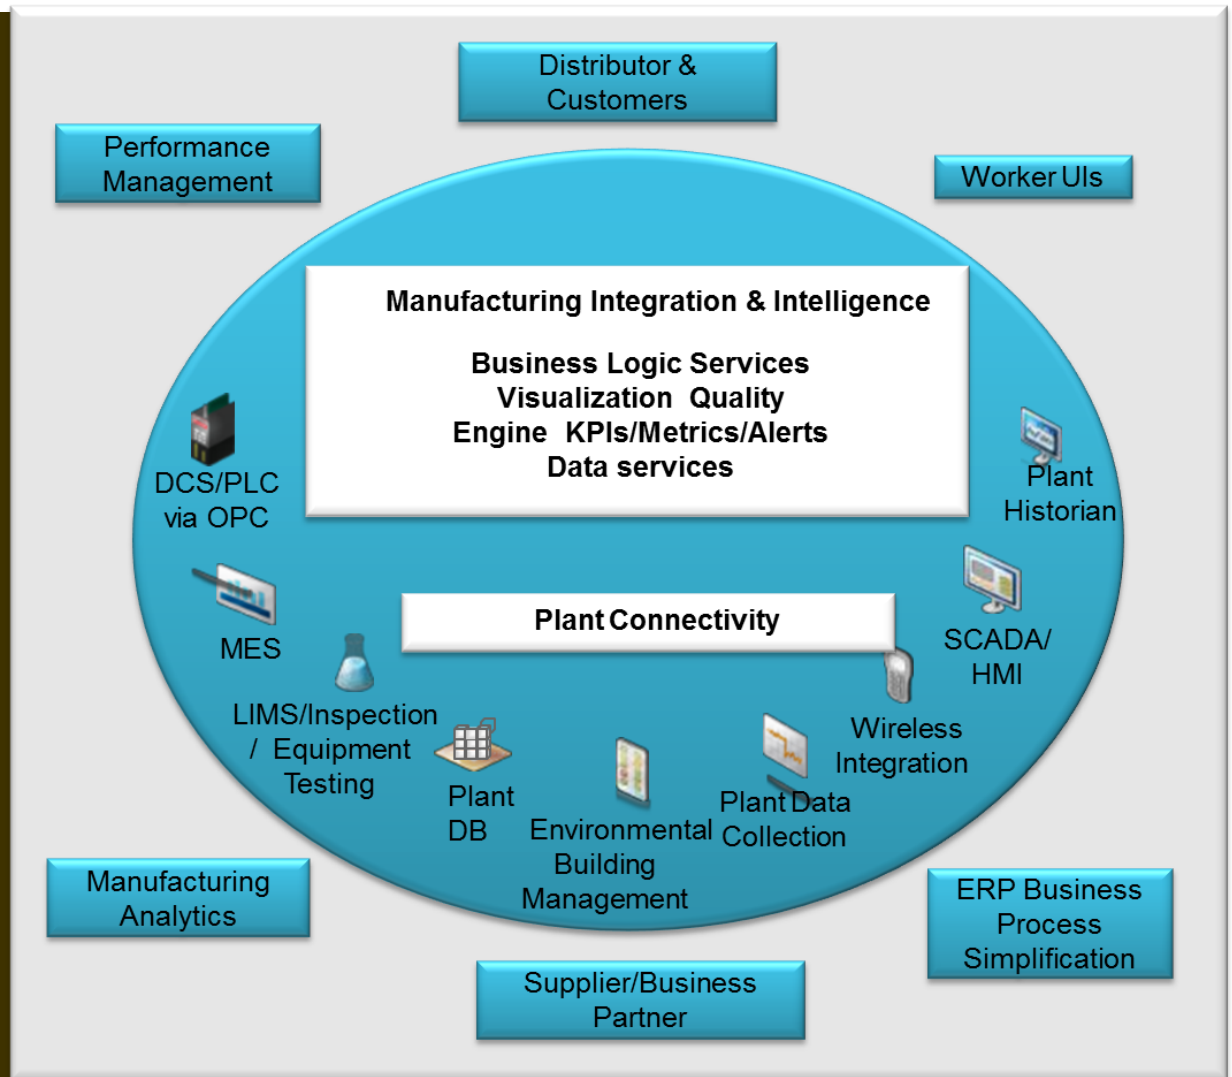 Distributor &
Customers
Performance
Management
Worker UIs
Manufacturing Integration & Intelligence
Business Logic Services
Visualization Quality
Engine KPIs/Metrics/Alerts
Data services
DCS/PLC
via OPC
Plant
Historian
Plant Connectivity
MES
SCADA/
HMI
LIMS/Inspection
/ Equipment
Testing
Wireless
Integration
Plant
DB
Plant Data
Collection
Environmental
Building
Management
Manufacturing
Analytics
ERP Business
Process
Simplification
Supplier/Business
Partner